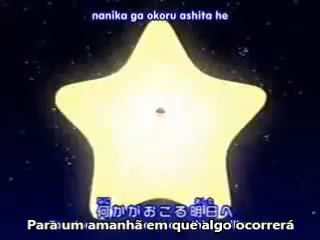 nanika ga okoru ashita he
何かがおこる明日へ
Para um amanhã em que algo ocorrerá